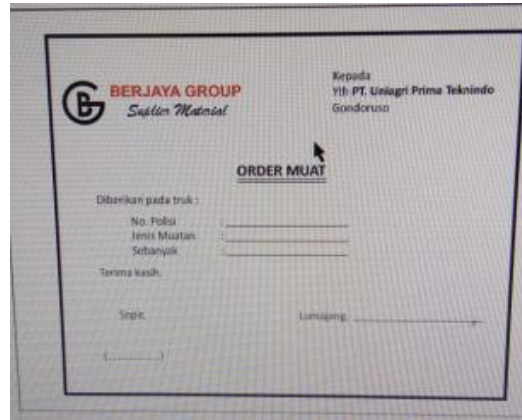 BERJAYA GROUP
Suplier Material
Kepada
Yth PT. Uniagri Prima Teknindo
Gondoruso
ORDER MUAT
Diberikan pada truk :
No. Polisi :
Jenis Muatan :
Sebanyak :
Terima kasih.
Sopir,
Lumajang,
(................)